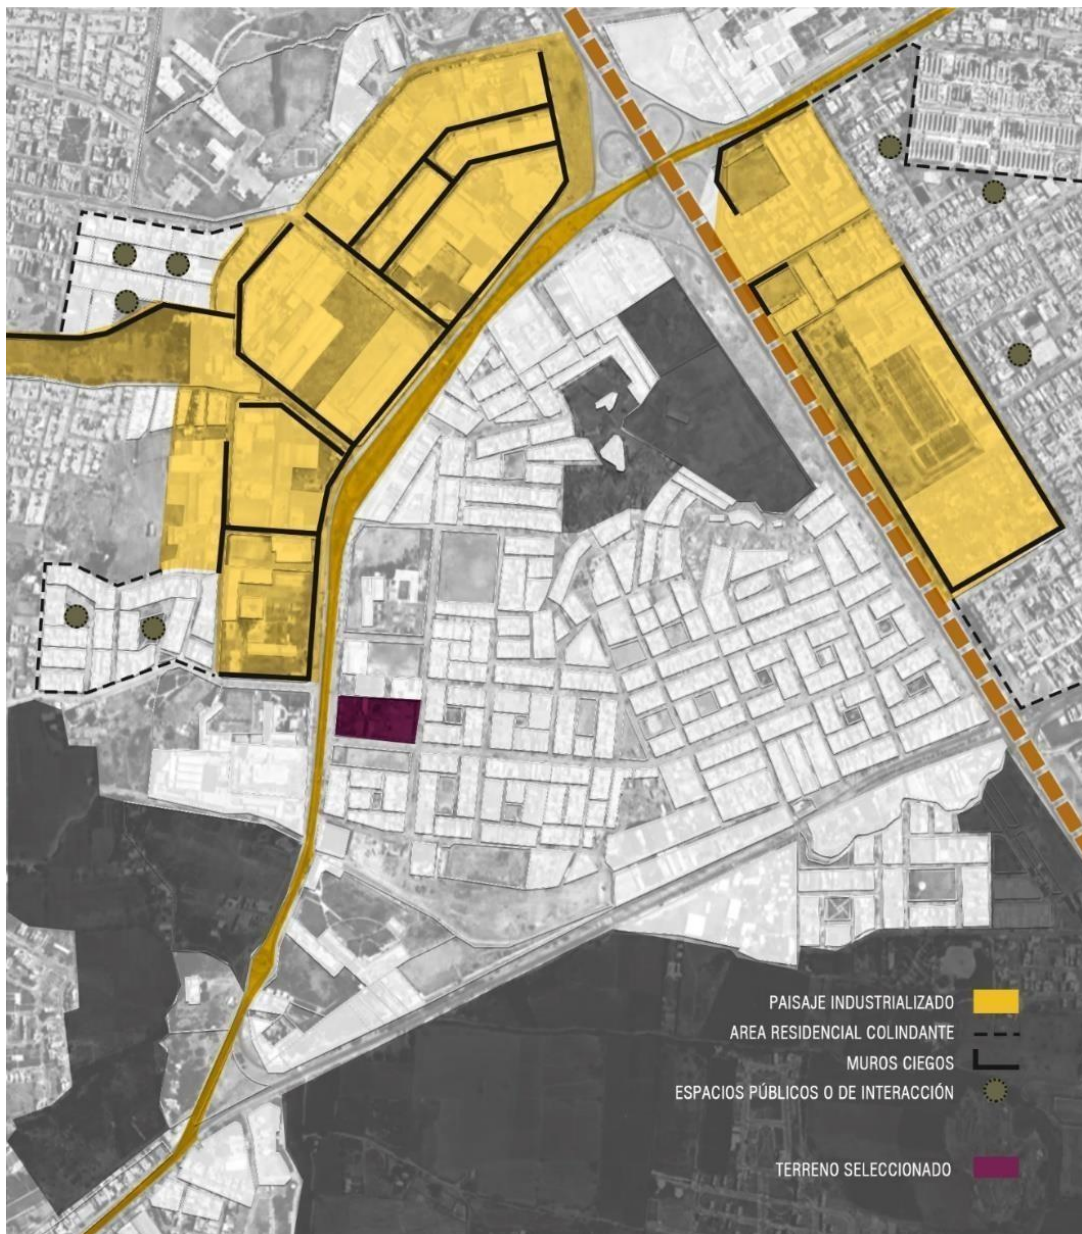 PAISAJE INDUSTRIALIZADO
AREA RESIDENCIAL COLINDANTE
MUROS CIEGOS
ESPACIOS PÚBLICOS O DE INTERACCIÓN
TERRENO SELECCIONADO